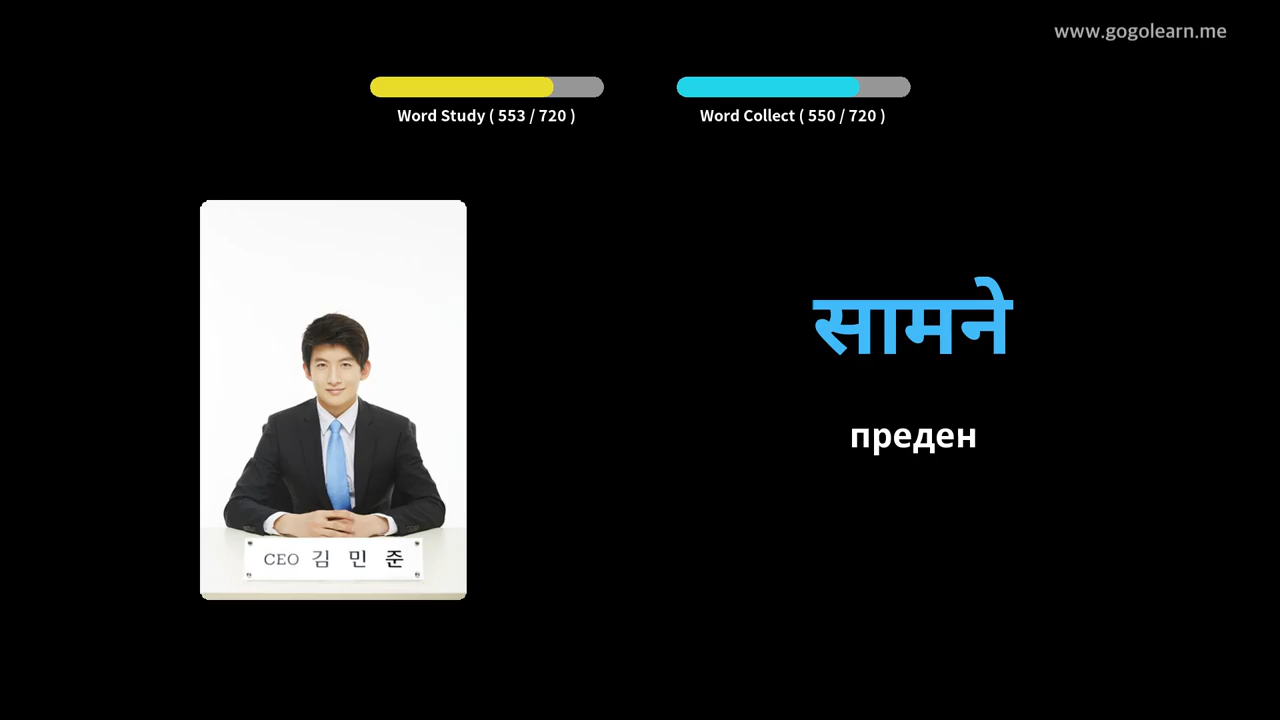 www.gogolearn.me
Word Study ( 553 / 720 )
Word Collect ( 550 / 720 )
सामने
преден
CEO 김 민 준